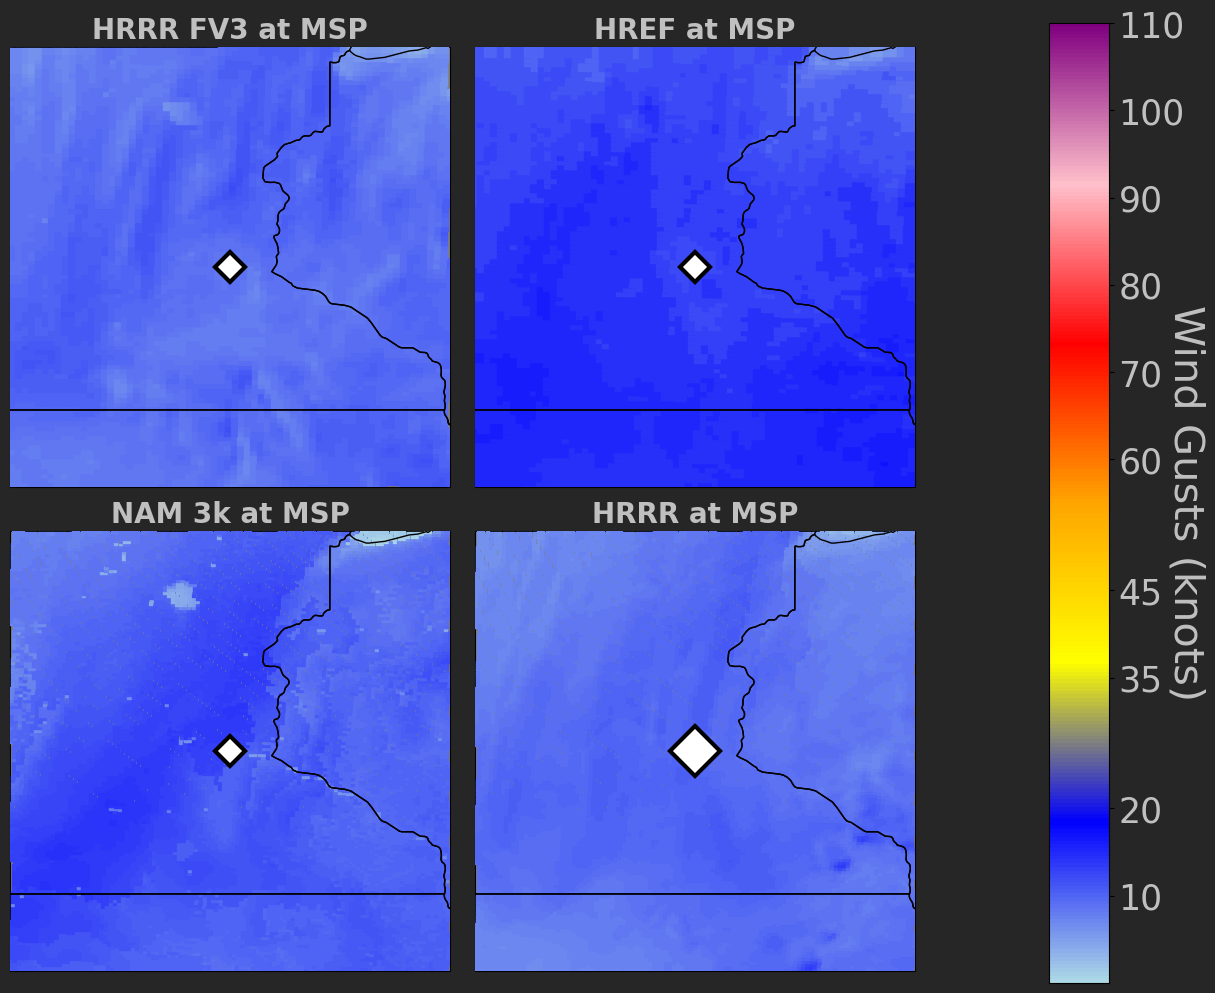 HRRR FV3 at MSP
HREF at MSP
NAM 3k at MSP
HRRR at MSP
110
100
90
80
70
60
45
35
20
10
Wind Gusts (knots)